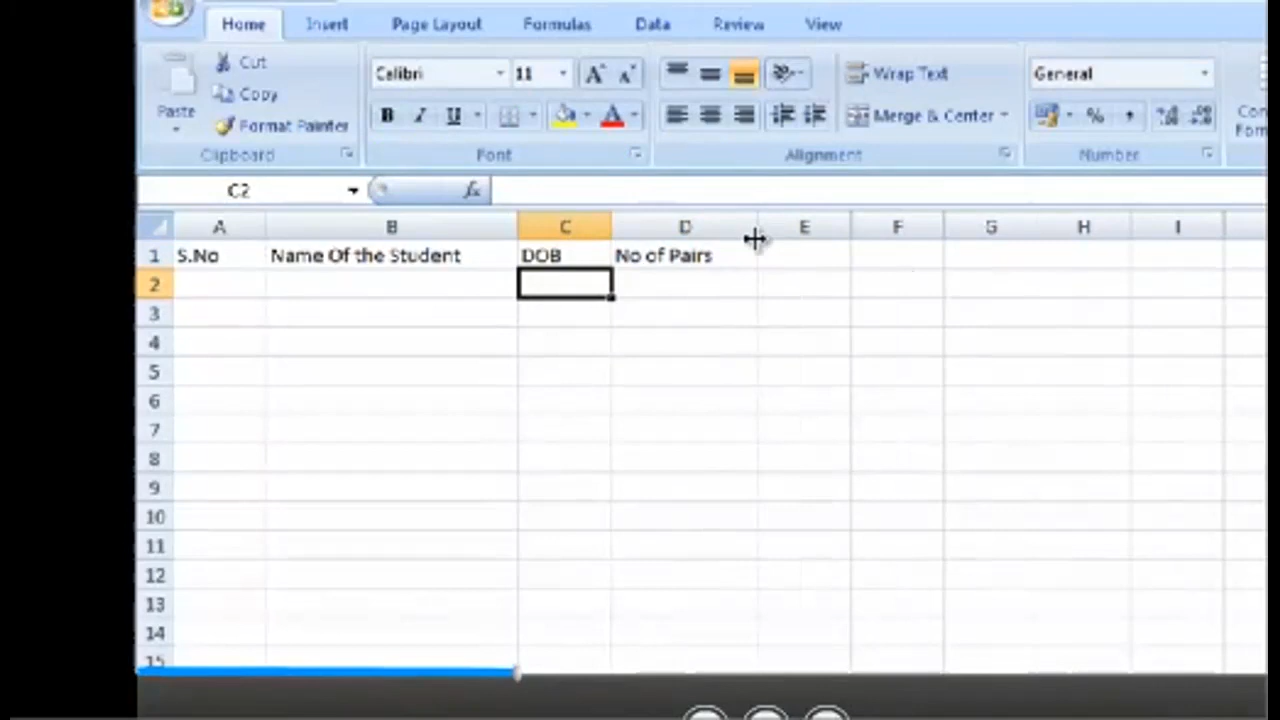 Home Insert Page Layout Formulas Data Review View
Cut
Calibri 11 A A Wrap Text General
Copy
Paste B I U A Merge & Center % ,
Format Painter
Clipboard Font Alignment Number
C2 fx
A B C D E F G H I
1 S.No Name Of the Student DOB No of Pairs
2
3
4
5
6
7
8
9
10
11
12
13
14
15